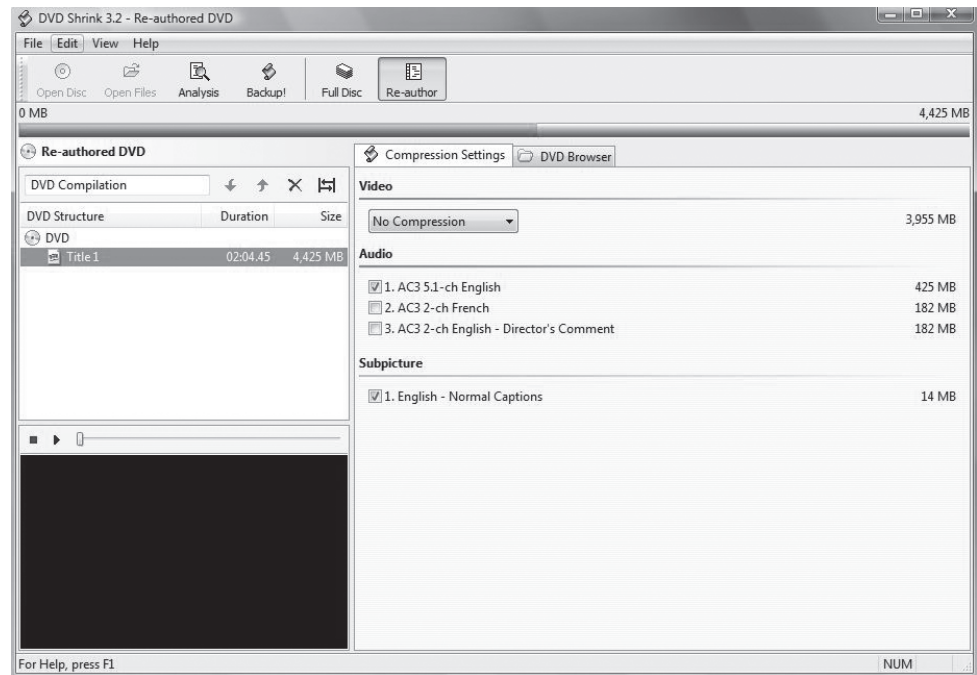 DVD Shrink 3.2 - Re-authored DVD
File Edit View Help
Open Disc Open Files Analysis Backup! Full Disc Re-author
0 MB 4,425 MB
Re-authored DVD
Compression Settings DVD Browser
DVD Compilation
Video
DVD Structure Duration Size
No Compression 3,955 MB
DVD
Title 1 02:04.45 4,425 MB
Audio
1. AC3 5.1-ch English 425 MB
2. AC3 2-ch French 182 MB
3. AC3 2-ch English - Director's Comment 182 MB
Subpicture
1. English - Normal Captions 14 MB
For Help, press F1 NUM